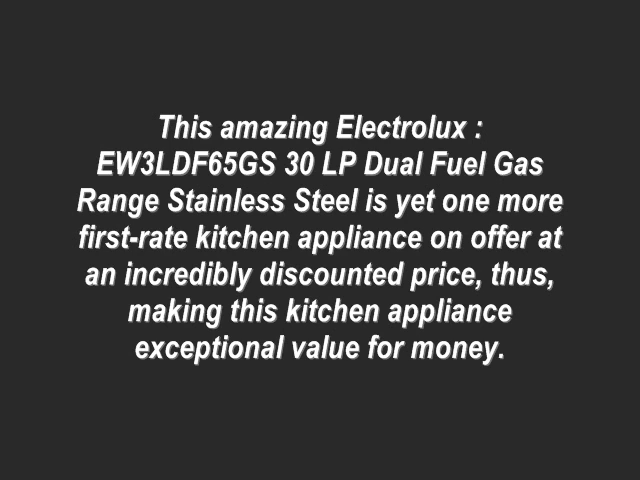 This amazing Electrolux :
EW3LDF65GS 30 LP Dual Fuel Gas
Range Stainless Steel is yet one more
first-rate kitchen appliance on offer at
an incredibly discounted price, thus,
making this kitchen appliance
exceptional value for money.